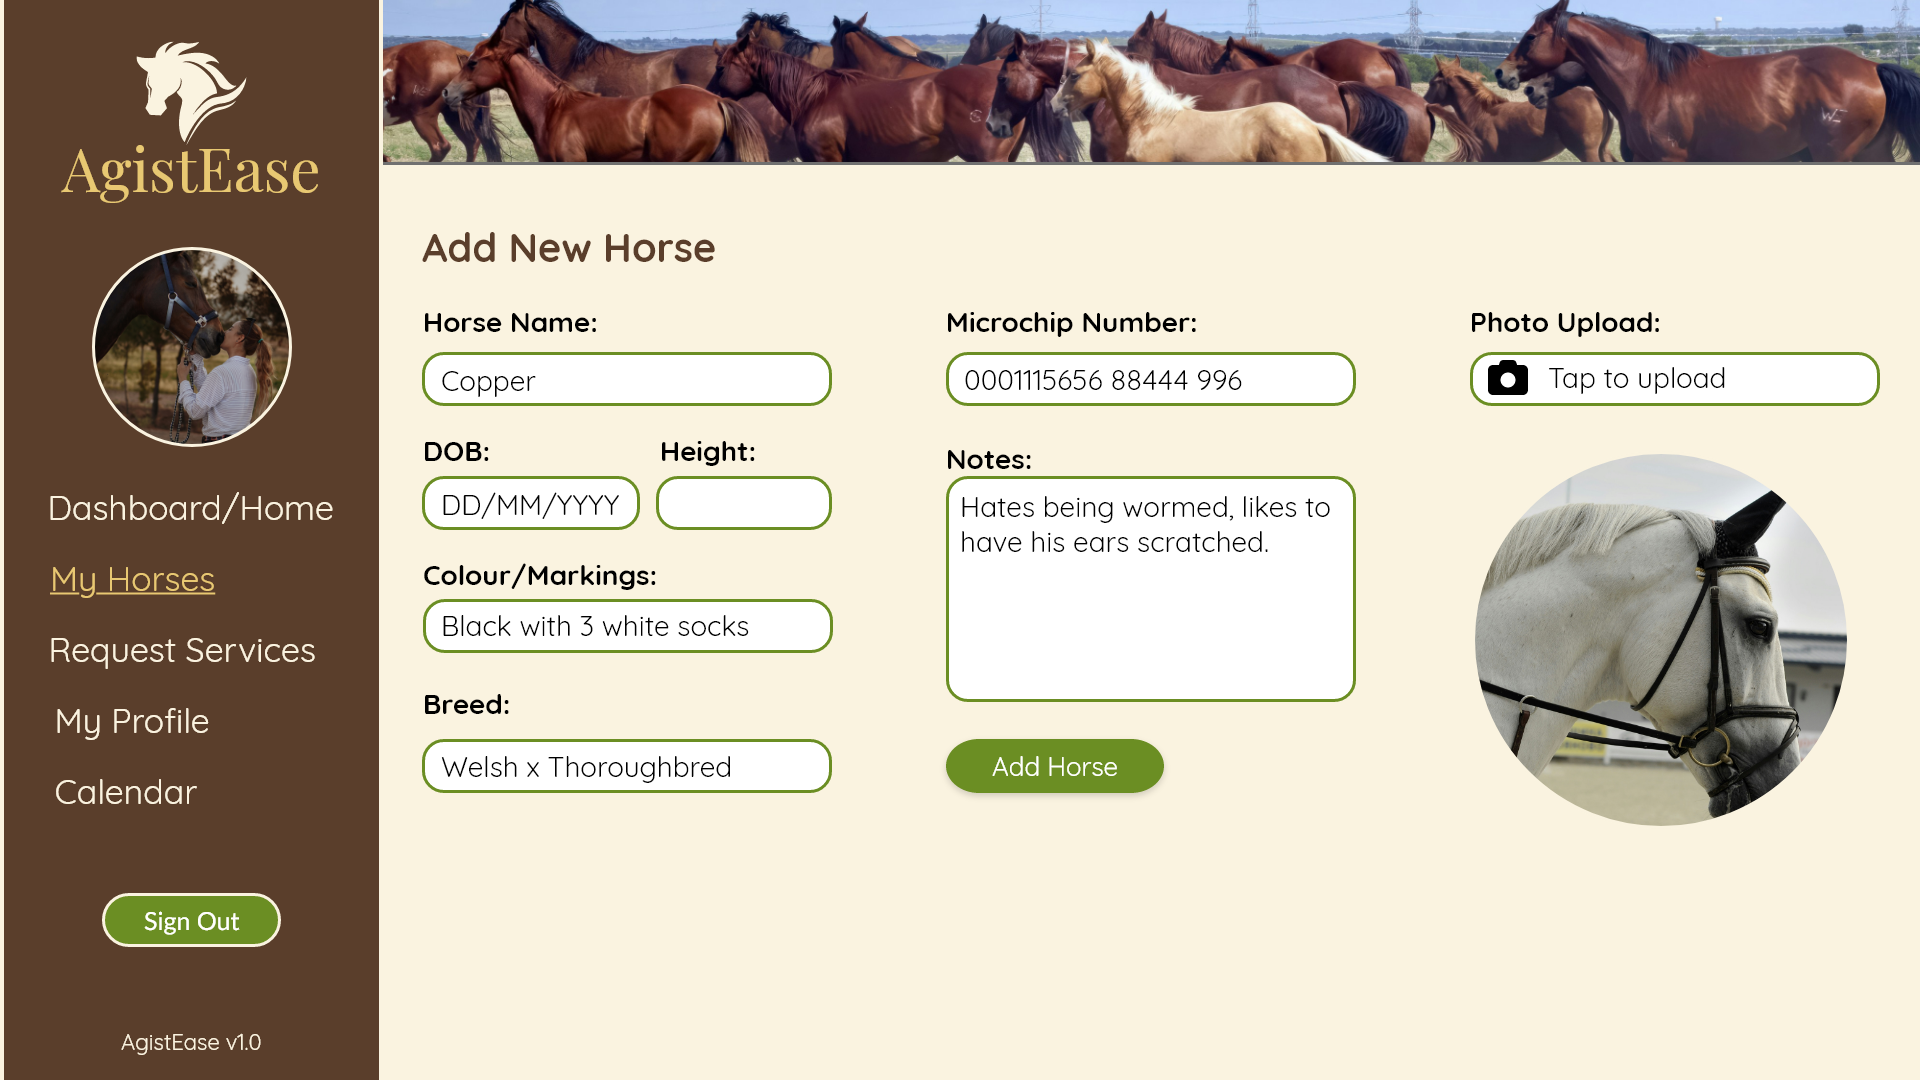 AgistEase
Dashboard/Home
My Horses
Request Services
My Profile
Calendar
Sign Out
AgistEase v1.0
Add New Horse
Horse Name:
Copper
DOB:
Height:
DD/MM/YYYY
Colour/Markings:
Black with 3 white socks
Breed:
Welsh x Thoroughbred
Microchip Number:
0001115656 88444 996
Notes:
Hates being wormed, likes to
have his ears scratched.
Add Horse
Photo Upload:
Tap to upload